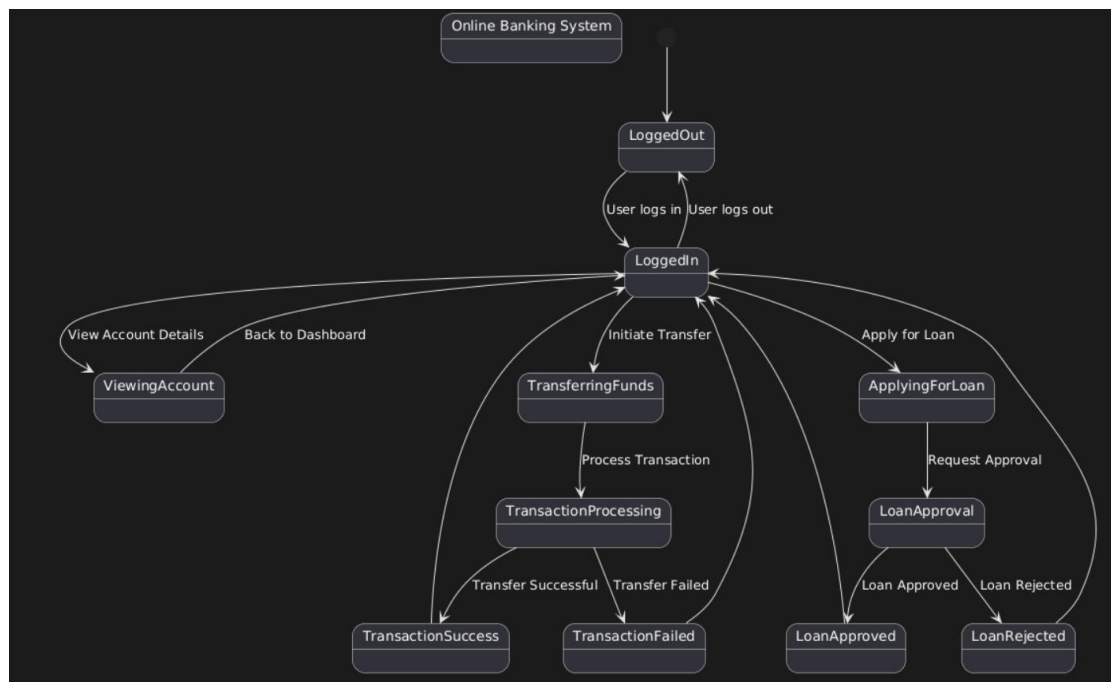 Online Banking System
LoggedOut
User logs in
User logs out
LoggedIn
View Account Details
Back to Dashboard
Initiate Transfer
Apply for Loan
ViewingAccount
TransferringFunds
ApplyingForLoan
Process Transaction
Request Approval
TransactionProcessing
LoanApproval
Transfer Successful
Transfer Failed
Loan Approved
Loan Rejected
TransactionSuccess
TransactionFailed
LoanApproved
LoanRejected